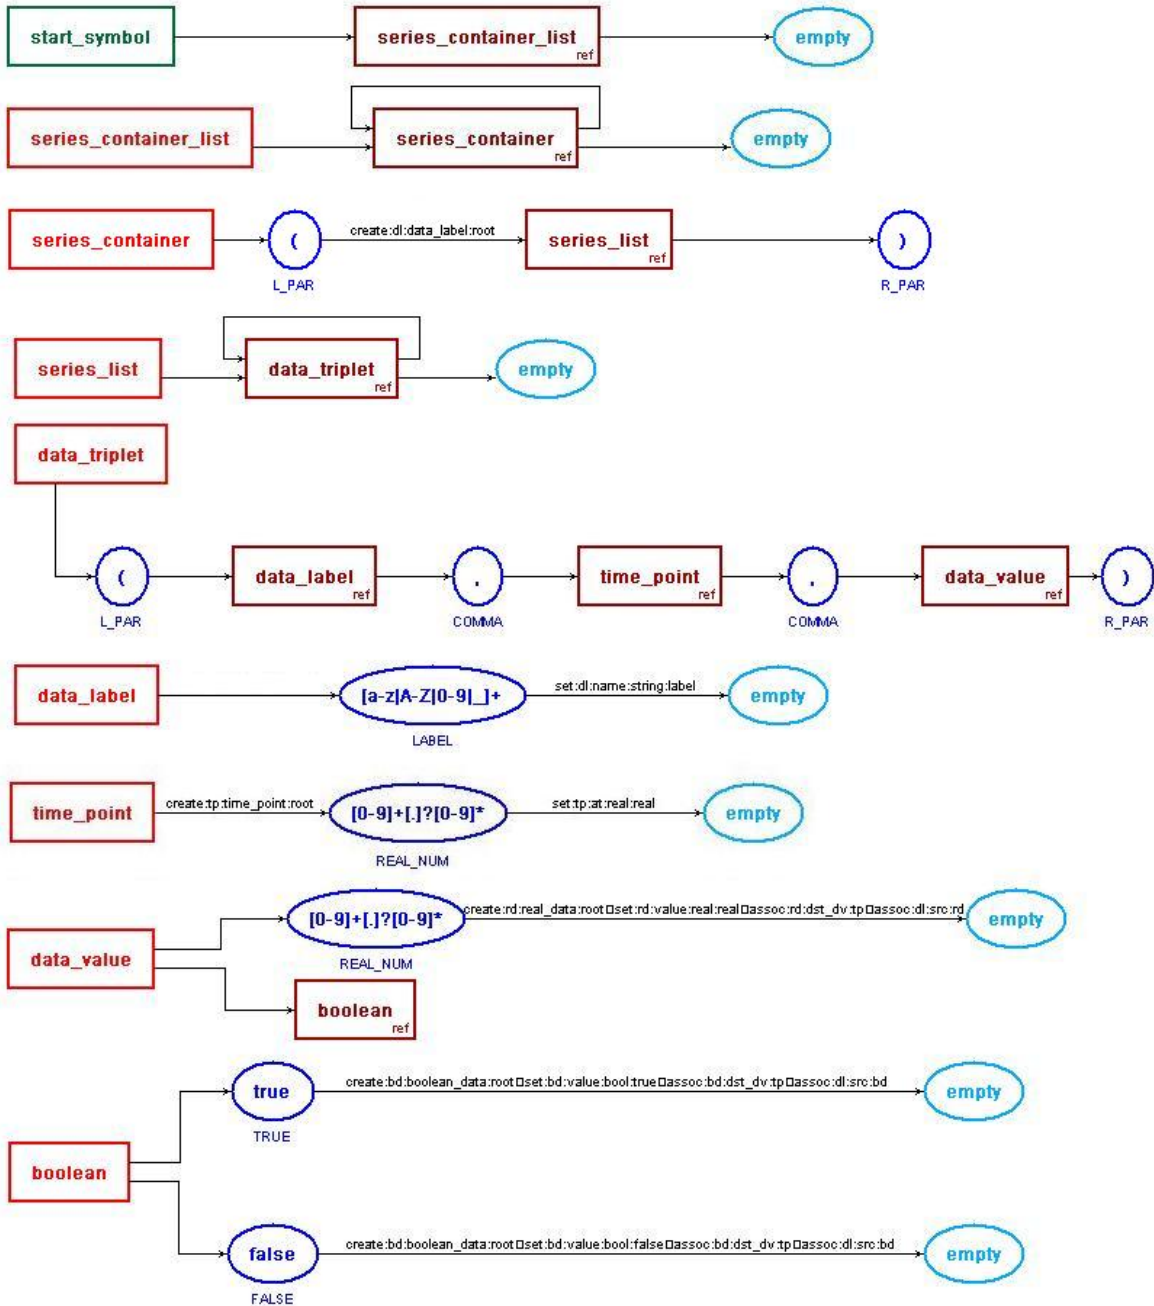 start_symbol series_container_list ref empty
series_container_list series_container ref empty
series_container ( L_PAR create:dl:data_label:root series_list ref ) R_PAR
series_list data_triplet ref empty
data_triplet
( L_PAR data_label ref , COMMA time_point ref , COMMA data_value ref ) R_PAR
data_label [a-z|A-Z|0-9|_]+ LABEL set:dl:name:string:label empty
time_point create:tp:time_point:root [0-9]+[.]?[0-9]* REAL_NUM set:tp:at:real:real empty
data_value [0-9]+[.]?[0-9]* REAL_NUM create:rd:real_data:root□set:rd:value:real:real□assoc:rd:dst_dv:tp□assoc:dl:src:rd empty
boolean ref
boolean
true TRUE create:bd:boolean_data:root□set:bd:value:bool:true□assoc:bd:dst_dv:tp□assoc:dl:src:bd empty
false FALSE create:bd:boolean_data:root□set:bd:value:bool:false□assoc:bd:dst_dv:tp□assoc:dl:src:bd empty